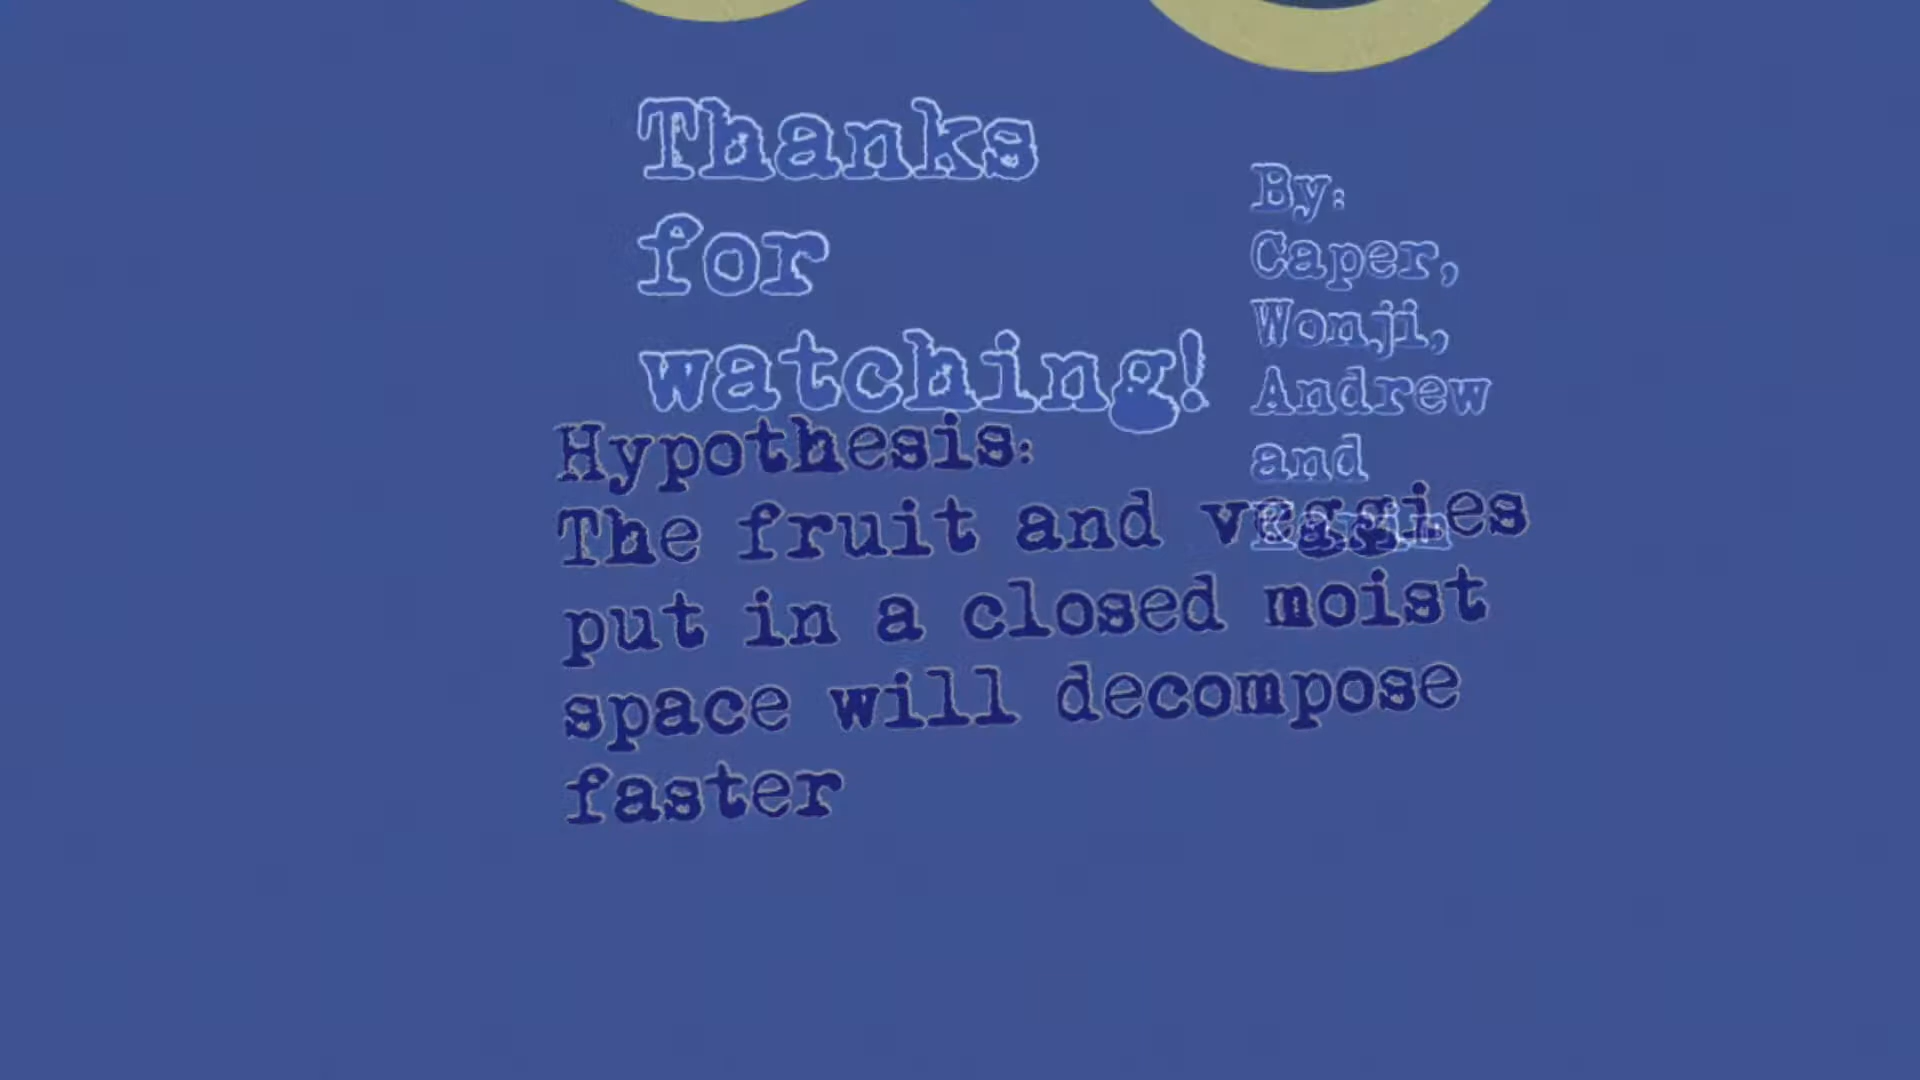 Thanks
for
watching!
By:
Caper,
Wonji,
Andrew
and
Karin
Hypothesis:
The fruit and veggies
put in a closed moist
space will decompose
faster